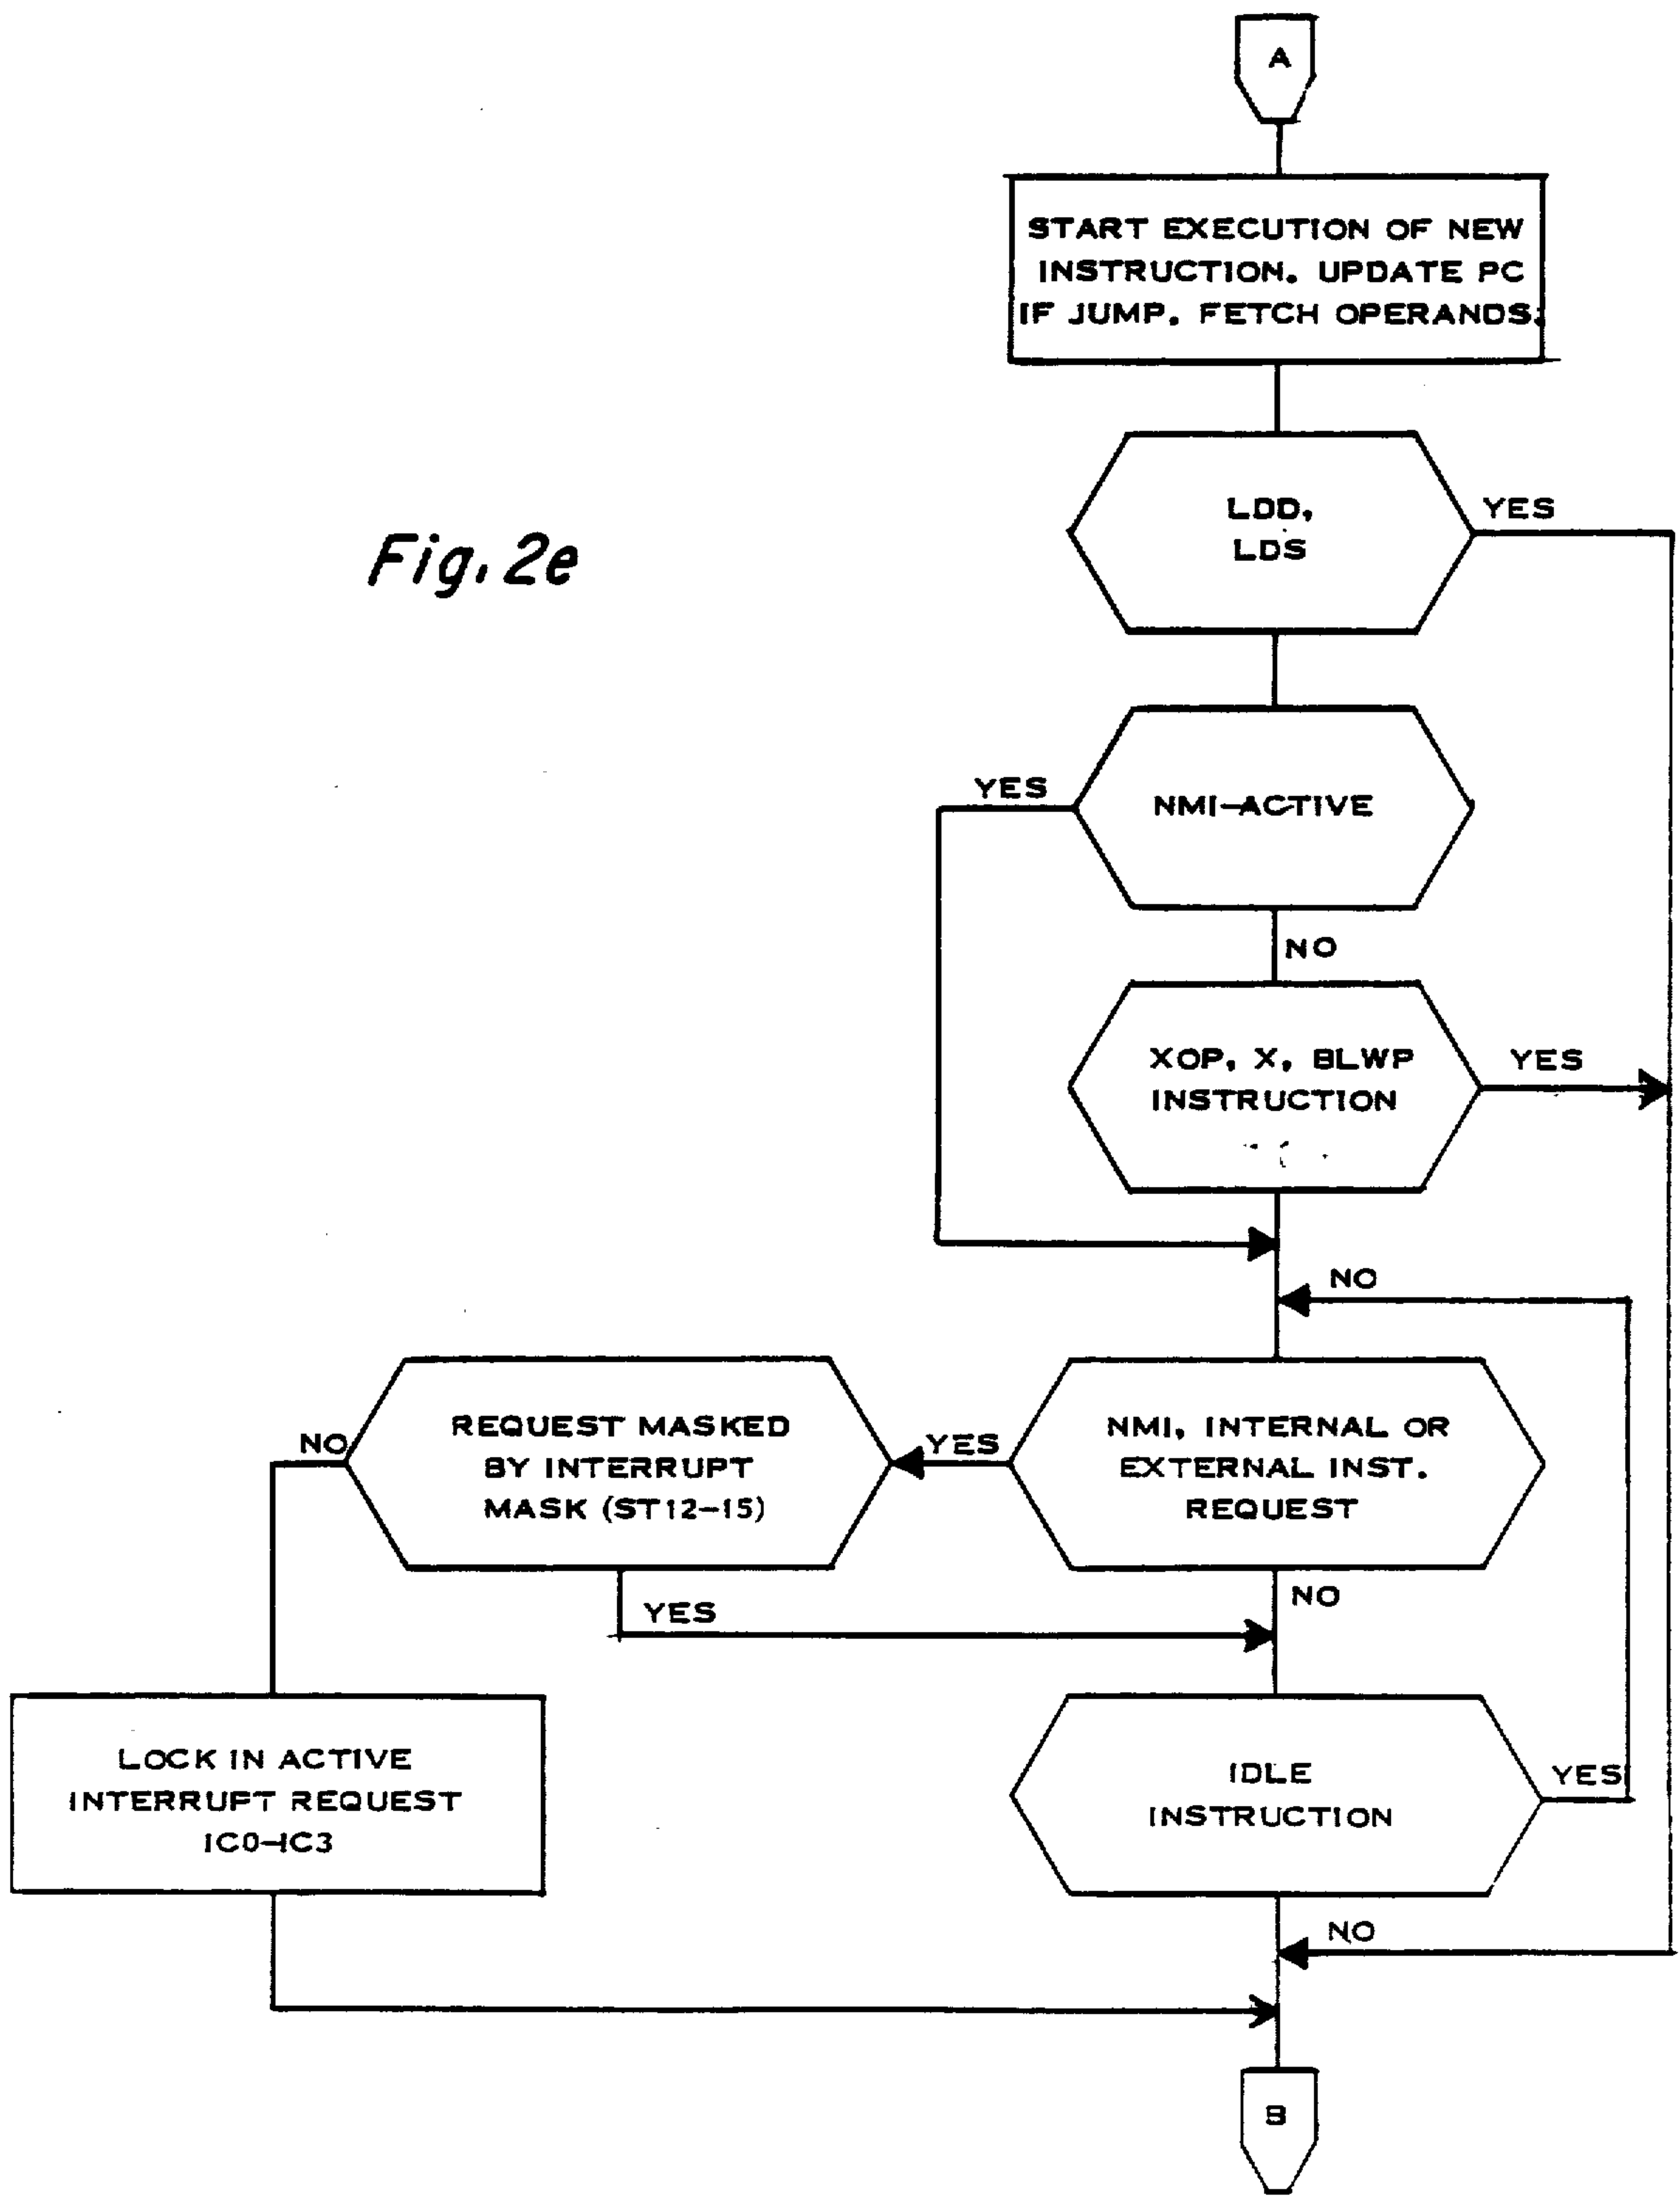 A
START EXECUTION OF NEW
INSTRUCTION. UPDATE PC
IF JUMP. FETCH OPERANDS.
LDD,
LDS
YES
Fig. 2e
NMI-ACTIVE
YES
NO
XOP, X, BLWP
INSTRUCTION
YES
NO
NMI, INTERNAL OR
EXTERNAL INST.
REQUEST
YES
REQUEST MASKED
BY INTERRUPT
MASK (ST12-15)
NO
YES
NO
LOCK IN ACTIVE
INTERRUPT REQUEST
IC0-IC3
IDLE
INSTRUCTION
YES
NO
B